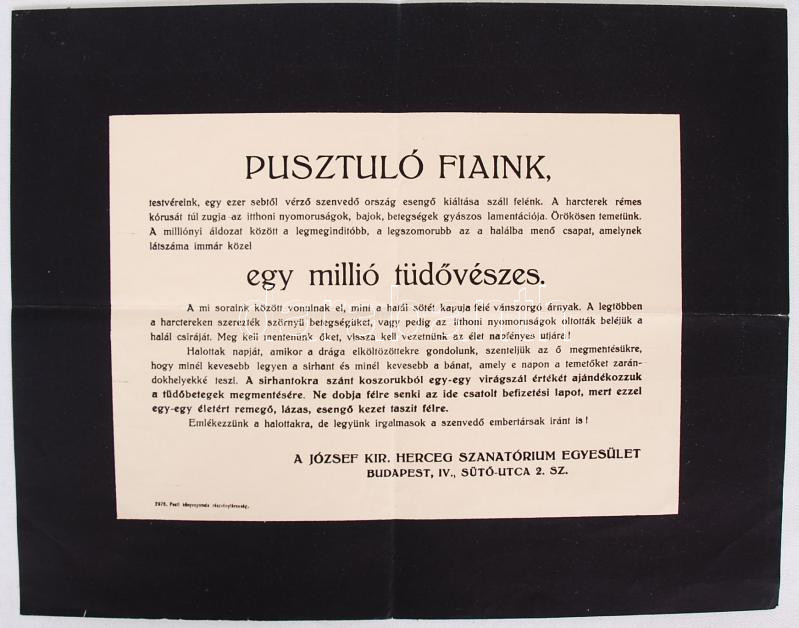 PUSZTULÓ FIAINK,
testvéreink, egy ezer sebtől vérző szenvedő ország esengő kiáltása száll felénk. A harcterek rémes
kórusát túl zugja az itthoni nyomoruságok, bajok, betegségek gyászos lamentációja. Örökösen temetünk.
A milliónyi áldozat között a legmeginditóbb, a legszomorubb az a halálba menő csapat, amelynek
látszáma immár közel
egy millió tüdővészes.
A mi soraink között vonulnak el, mint a halál sötét kapuja felé vánszorgó árnyak. A legtöbben
a harctereken szerezték szörnyű betegségüket, vagy pedig az itthoni nyomoruságok oltották beléjük a
halál csiráját. Meg kell mentenünk őket, vissza kell vezetnünk az élet napfényes utjára!
Halottak napját, amikor a drága elköltözöttekre gondolunk, szenteljük az ő megmentésükre,
hogy minél kevesebb legyen a sirhant és minél kevesebb a bánat, amely e napon a temetőket zarán-
dokhelyekké teszi. A sirhantokra szánt koszorukból egy-egy virágszál értékét ajándékozzuk
a tüdőbetegek megmentésére. Ne dobja félre senki az ide csatolt befizetési lapot, mert ezzel
egy-egy életért remegő, lázas, esengő kezet taszit félre.
Emlékezzünk a halottakra, de legyünk irgalmasok a szenvedő embertársak iránt is!
A JÓZSEF KIR. HERCEG SZANATÓRIUM EGYESÜLET
BUDAPEST, IV., SÜTŐ-UTCA 2. SZ.
2976. Pesti könyvnyomda részvénytársaság.